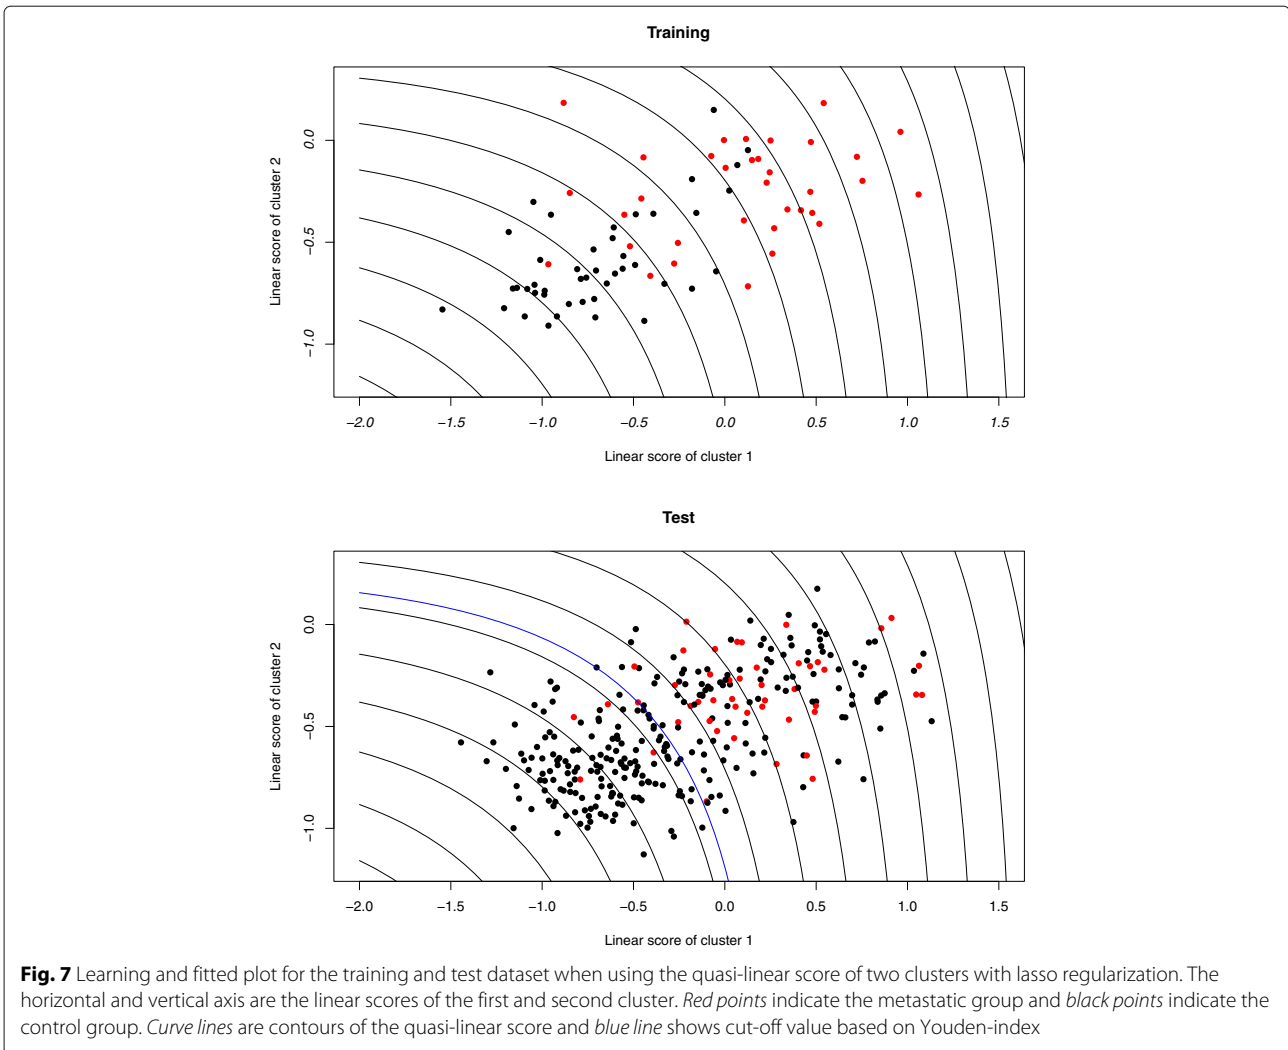 Training
0.0
−0.5
−1.0
Linear score of cluster 2
−2.0 −1.5 −1.0 −0.5 0.0 0.5 1.0 1.5
Linear score of cluster 1
Test
0.0
−0.5
−1.0
Linear score of cluster 2
−2.0 −1.5 −1.0 −0.5 0.0 0.5 1.0 1.5
Linear score of cluster 1
Fig. 7 Learning and fitted plot for the training and test dataset when using the quasi-linear score of two clusters with lasso regularization. The
horizontal and vertical axis are the linear scores of the first and second cluster. Red points indicate the metastatic group and black points indicate the
control group. Curve lines are contours of the quasi-linear score and blue line shows cut-off value based on Youden-index